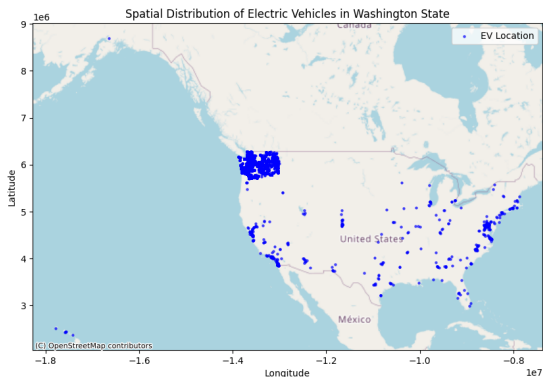 Spatial Distribution of Electric Vehicles in Washington State
1e6
9
8
7
6
5
4
3
Latitude
Canada
EV Location
United States
México
(C) OpenStreetMap contributors
−1.8
−1.6
−1.4
−1.2
−1.0
−0.8
1e7
Longitude